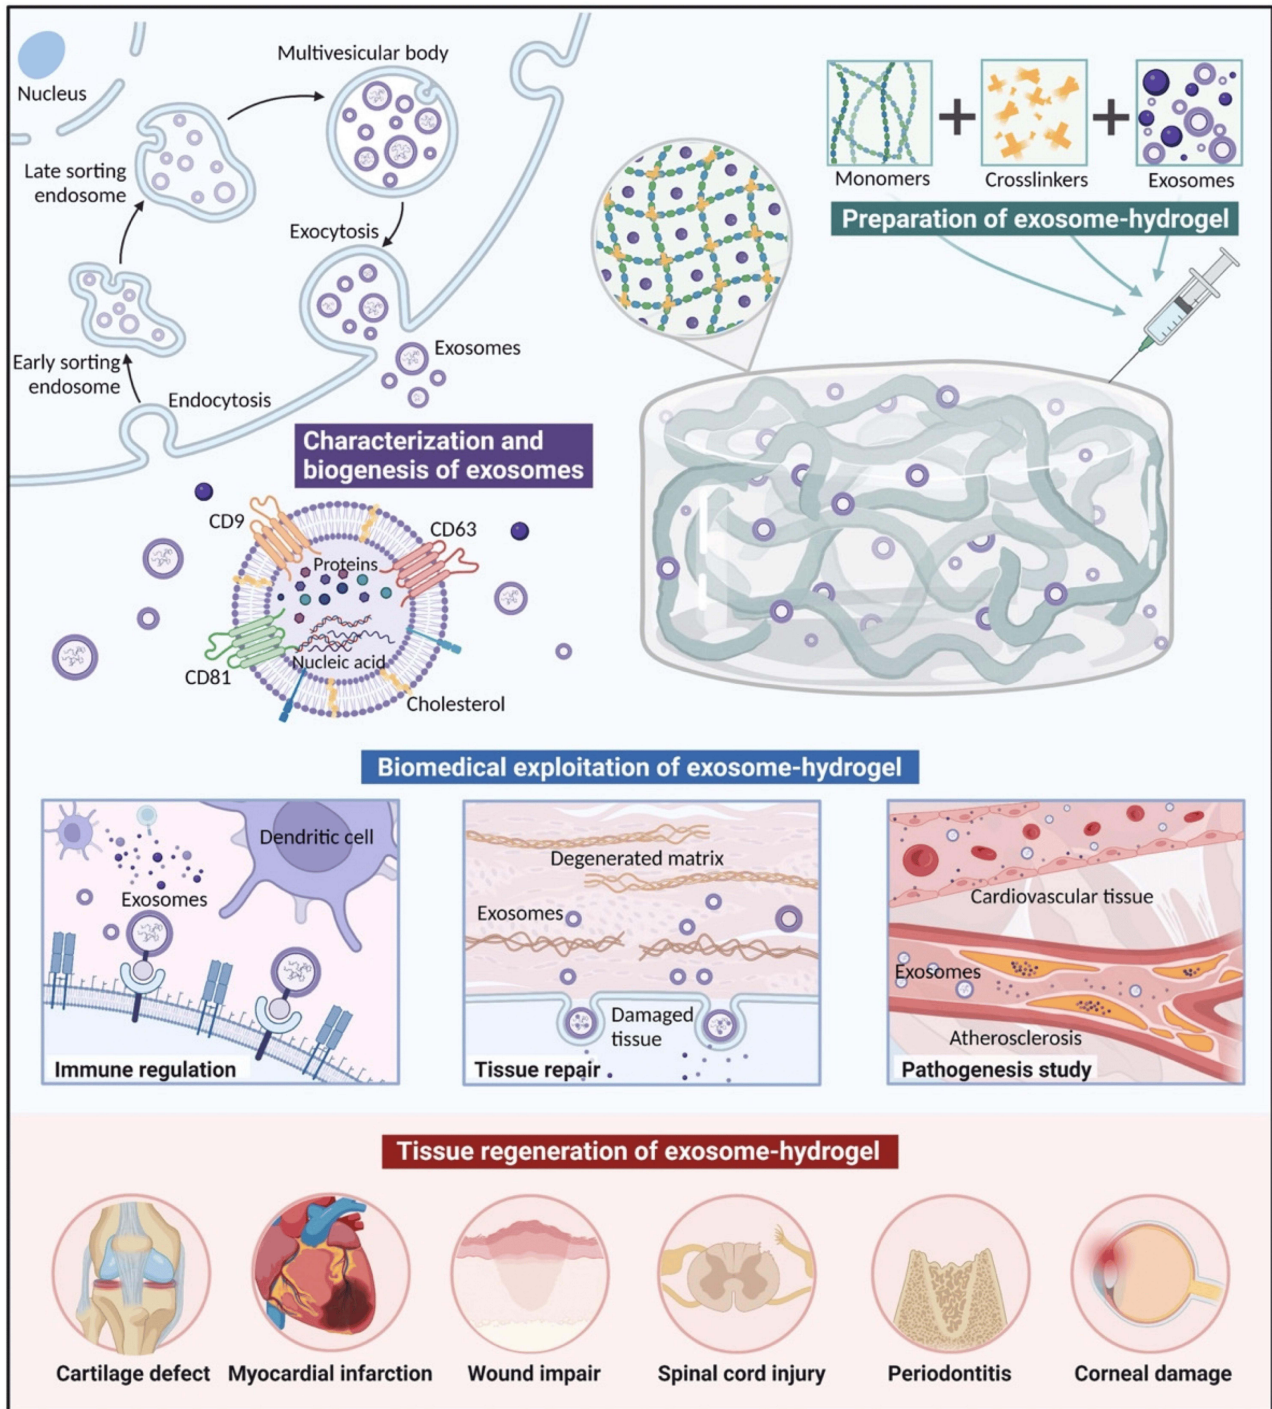 Nucleus
Multivesicular body
Late sorting
endosome
Exocytosis
Early sorting
endosome
Exosomes
Endocytosis
Characterization and
biogenesis of exosomes
CD9
CD63
Proteins
Nucleic acid
CD81
Cholesterol
Monomers
Crosslinkers
Exosomes
Preparation of exosome-hydrogel
Biomedical exploitation of exosome-hydrogel
Dendritic cell
Exosomes
Immune regulation
Degenerated matrix
Exosomes
Damaged
tissue
Tissue repair
Cardiovascular tissue
Exosomes
Atherosclerosis
Pathogenesis study
Tissue regeneration of exosome-hydrogel
Cartilage defect
Myocardial infarction
Wound impair
Spinal cord injury
Periodontitis
Corneal damage